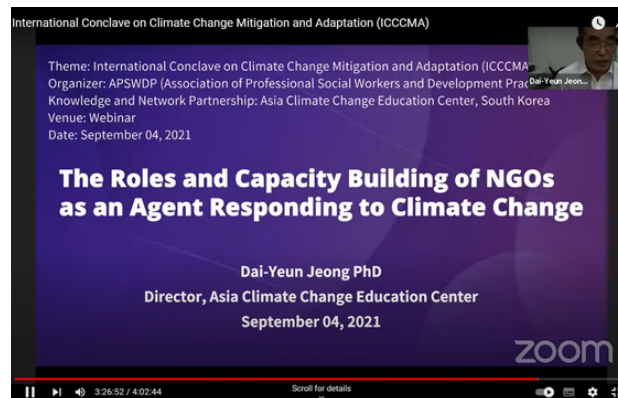 International Conclave on Climate Change Mitigation and Adaptation (ICCCMA)
Theme: International Conclave on Climate Change Mitigation and Adaptation (ICCCMA
Organizer: APSWDP (Association of Professional Social Workers and Development Prac
Dai-Yeun Jeon...
Knowledge and Network Partnership: Asia Climate Change Education Center, South Korea
Venue: Webinar
Date: September 04, 2021
The Roles and Capacity Building of NGOs
as an Agent Responding to Climate Change
Dai-Yeun Jeong PhD
Director, Asia Climate Change Education Center
September 04, 2021
zoom
3:26:52 / 4:02:44
Scroll for details